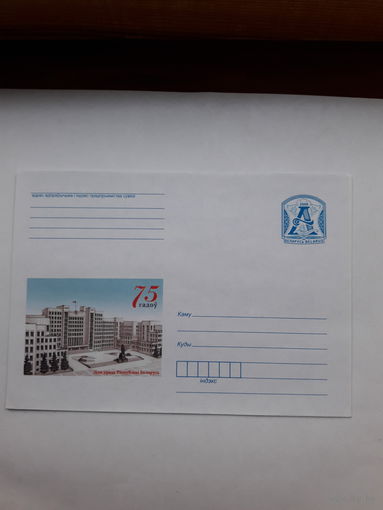 75
гадоў
Дом урада Рэспублікі Беларусь
А
БЕЛАРУСЬ BELARUS
Каму
Куды
індэкс